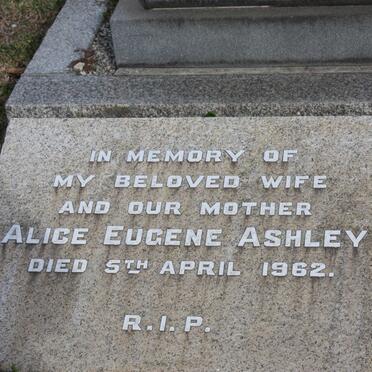 IN MEMORY OF
MY BELOVED WIFE
AND OUR MOTHER
ALICE EUGENE ASHLEY
DIED 5TH APRIL 1962.
R.I.P.